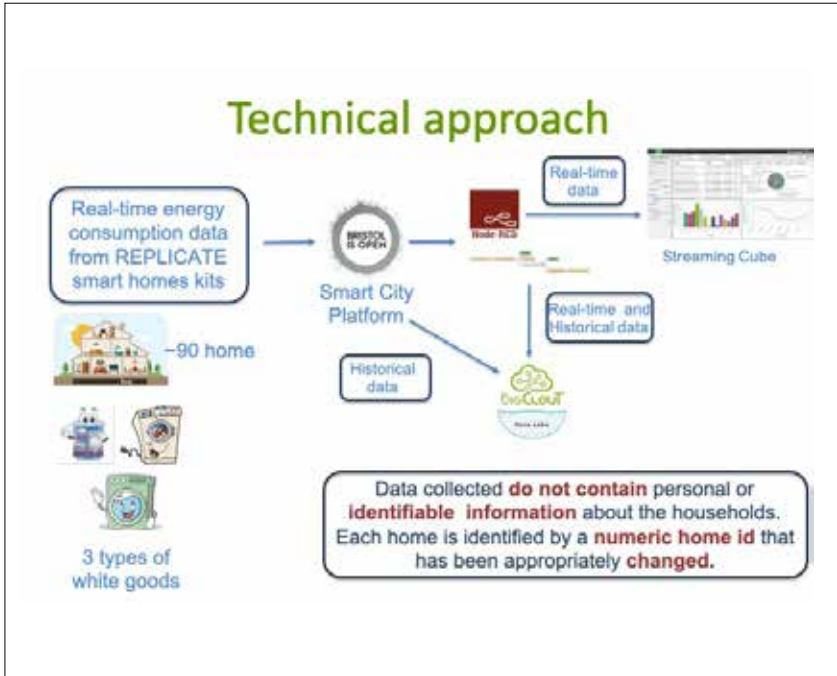 Technical approach
Real-time energy
consumption data
from REPLICATE
smart homes kits
BRISTOL
IS OPEN
Smart City
Platform
Node-RED
Real-time
data
Streaming Cube
Real-time and
Historical data
Historical
data
BIGCLOUT
Data Lake
~90 home
3 types of
white goods
Data collected do not contain personal or
identifiable information about the households.
Each home is identified by a numeric home id that
has been appropriately changed.